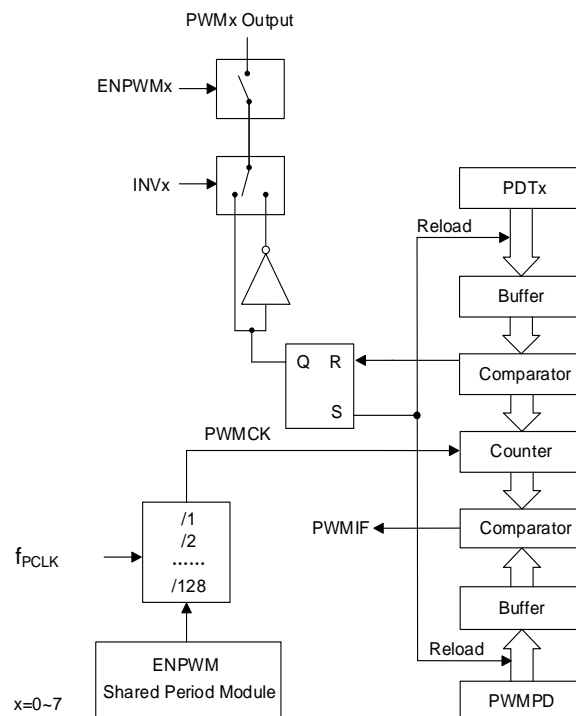 PWMx Output
ENPWMx
INVx
PDTx
Reload
Buffer
Q R
S
Comparator
PWMCK
Counter
/1
/2
......
/128
fPCLK
PWMIF
Comparator
Buffer
Reload
ENPWM
Shared Period Module
PWMPD
x=0~7